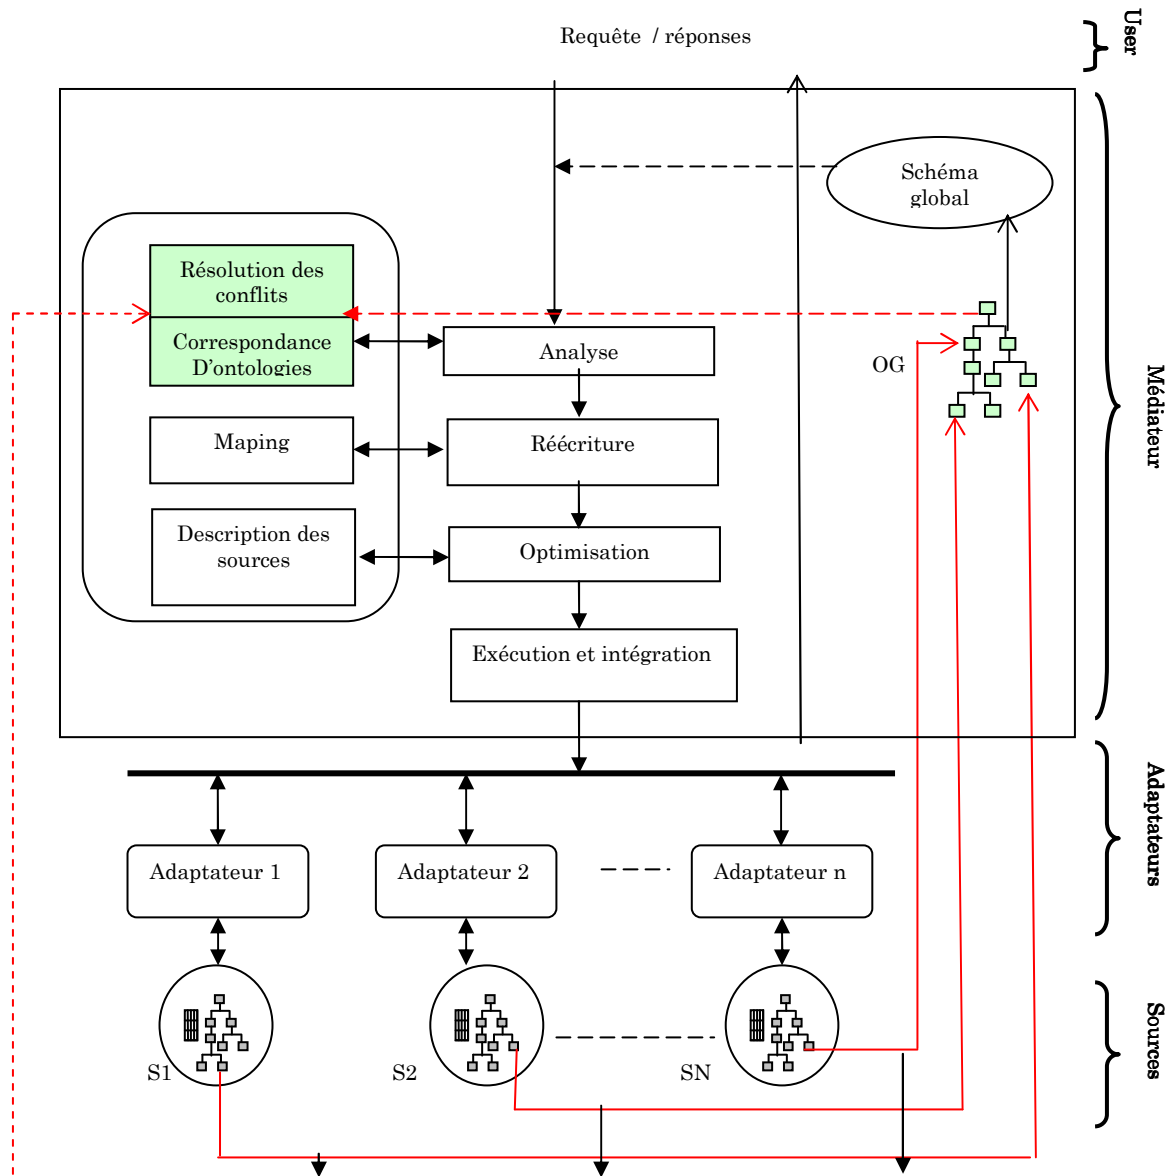 Requête / réponses
User
Schéma
global
Résolution des
conflits
Correspondance
D'ontologies
Analyse
OG
Médiateur
Maping
Réécriture
Description des
sources
Optimisation
Exécution et intégration
Adaptateurs
Adaptateur 1
Adaptateur 2
Adaptateur n
Sources
S1
S2
SN